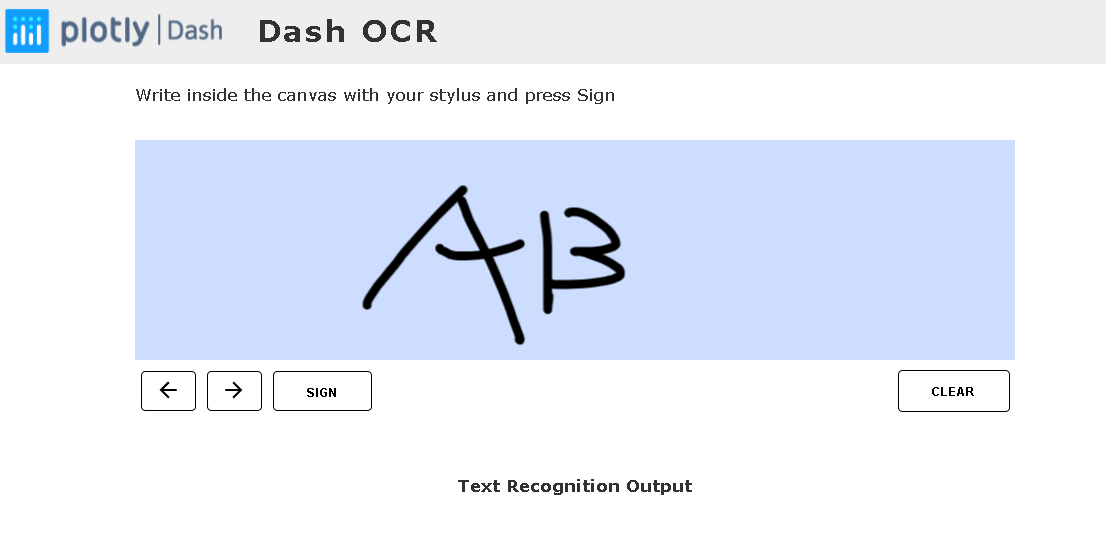 plotly | Dash Dash OCR
Write inside the canvas with your stylus and press Sign
AB
← → SIGN CLEAR
Text Recognition Output